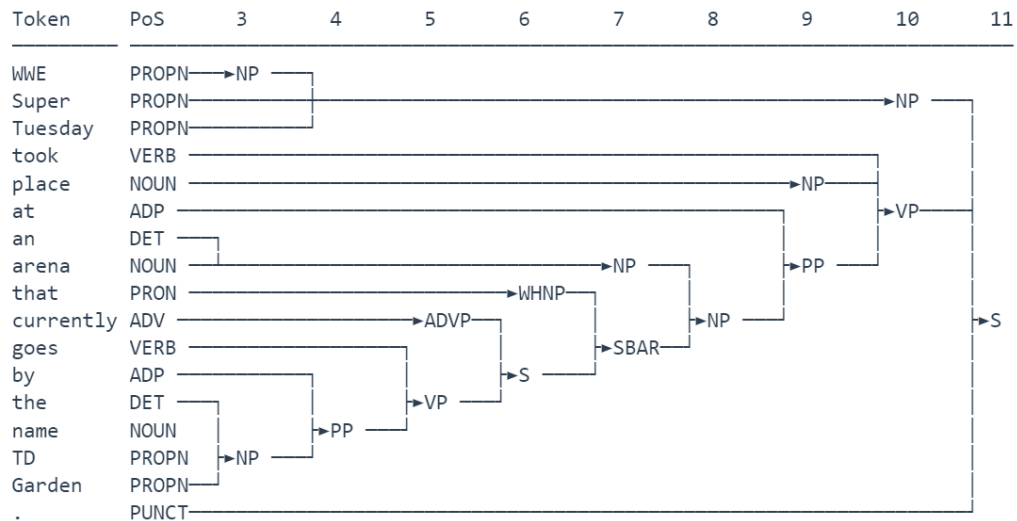 Token PoS 3 4 5 6 7 8 9 10 11
WWE PROPN NP
Super PROPN NP
Tuesday PROPN
took VERB
place NOUN NP
at ADP VP
an DET
arena NOUN NP PP
that PRON WHNP
currently ADV ADVP NP S
goes VERB SBAR
by ADP S
the DET VP
name NOUN PP
TD PROPN NP
Garden PROPN
. PUNCT